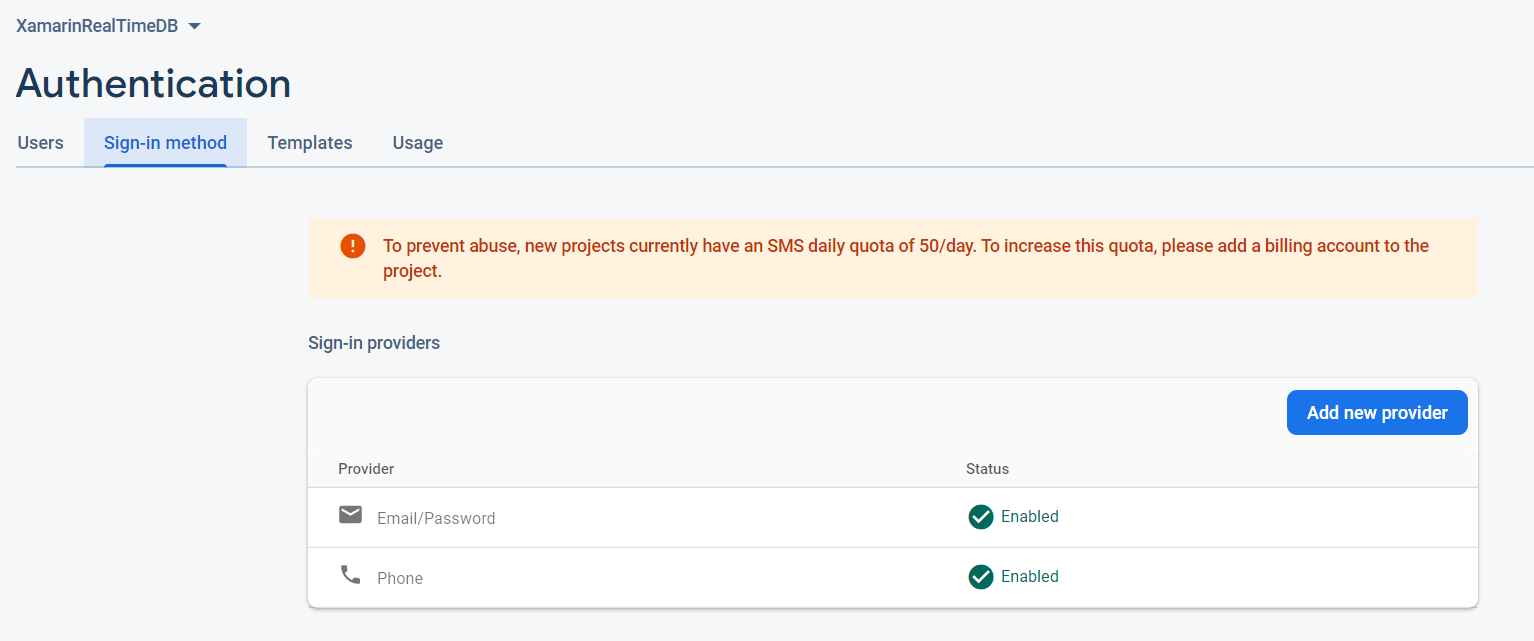 XamarinRealTimeDB
Authentication
Users Sign-in method Templates Usage
To prevent abuse, new projects currently have an SMS daily quota of 50/day. To increase this quota, please add a billing account to the
project.
Sign-in providers
Add new provider
Provider Status
Email/Password Enabled
Phone Enabled